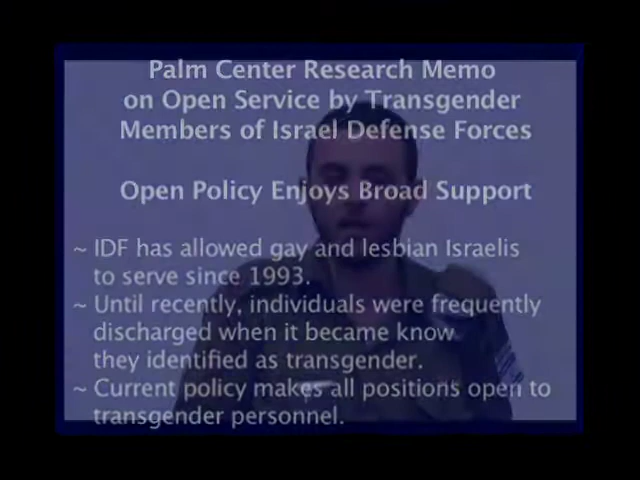 Palm Center Research Memo
on Open Service by Transgender
Members of Israel Defense Forces
Open Policy Enjoys Broad Support
~ IDF has allowed gay and lesbian Israelis
to serve since 1993.
~ Until recently, individuals were frequently
discharged when it became know
they identified as transgender.
~ Current policy makes all positions open to
transgender personnel.